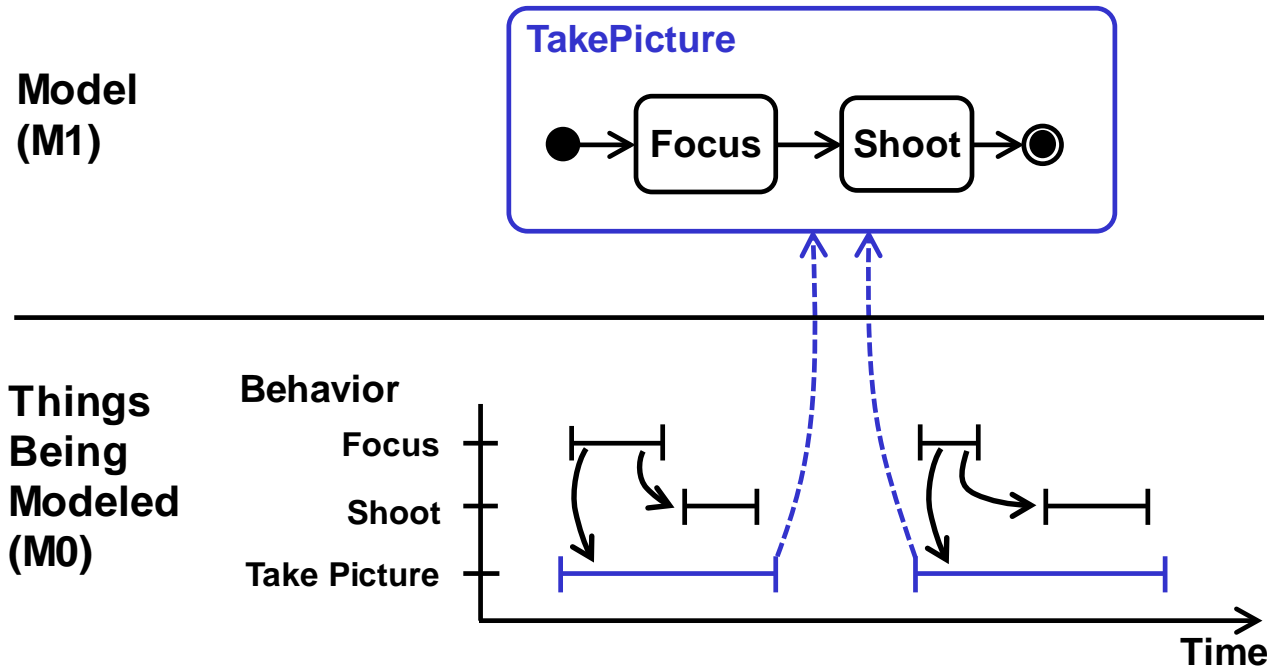 TakePicture
Model
(M1)
Focus
Shoot
Things
Being
Modeled
(M0)
Behavior
Focus
Shoot
Take Picture
Time